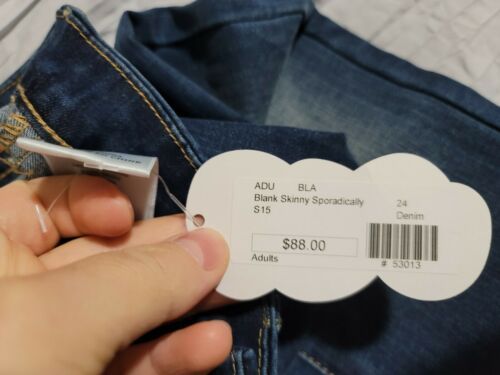 ADU BLA
Blank Skinny Sporadically 24
S15 Denim
$88.00
Adults # 53013